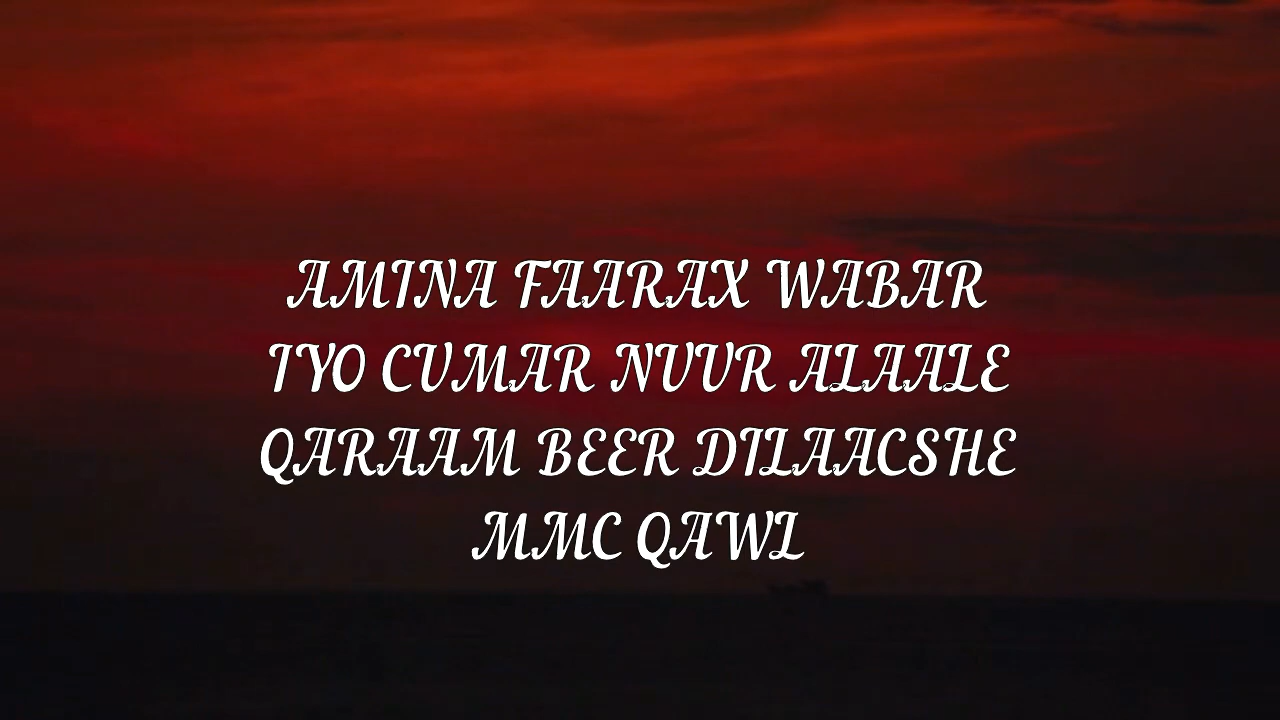 AMINA FAARAX WABAR
IYO CUMAR NUUR ALAALE
QARAAM BEER DILAACSHE
MMC QAWL